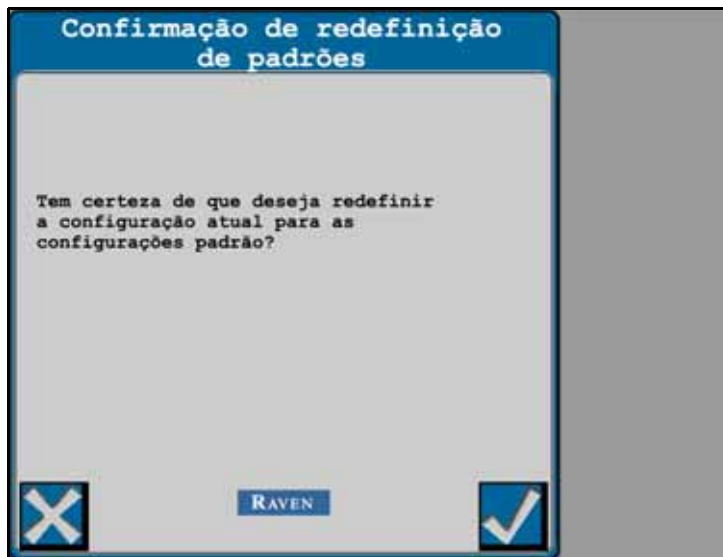 Confirmação de redefinição
de padrões
Tem certeza de que deseja redefinir
a configuração atual para as
configurações padrão?
RAVEN